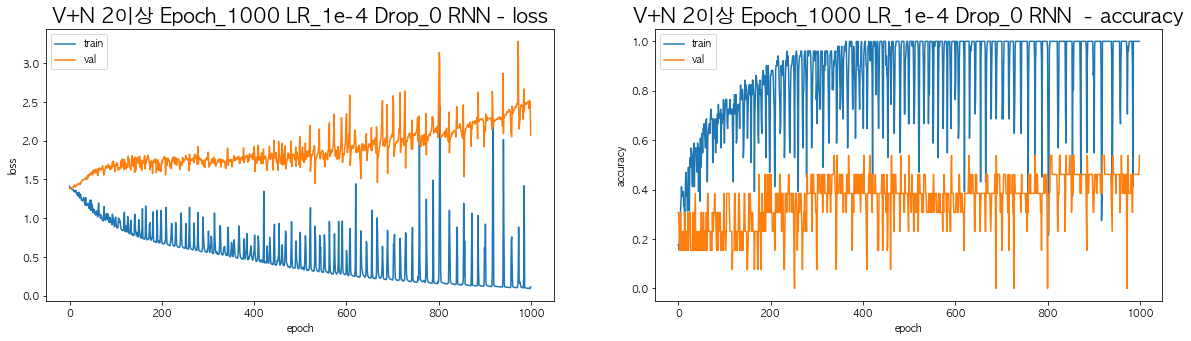 V+N 2이상 Epoch_1000 LR_1e-4 Drop_0 RNN - loss
train
val
3.0
2.5
2.0
1.5
1.0
0.5
0.0
loss
0 200 400 600 800 1000
epoch
V+N 2이상 Epoch_1000 LR_1e-4 Drop_0 RNN - accuracy
train
val
1.0
0.8
0.6
0.4
0.2
0.0
accuracy
0 200 400 600 800 1000
epoch